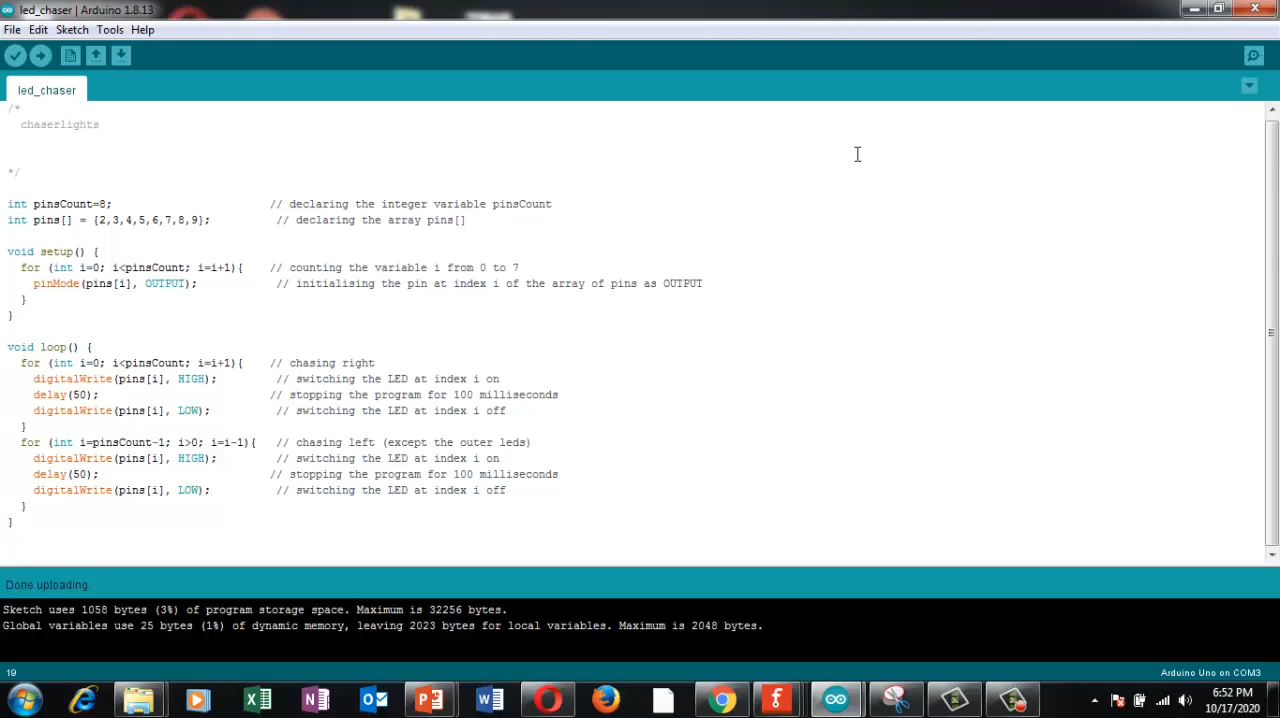 led_chaser | Arduino 1.8.13
File Edit Sketch Tools Help
led_chaser
/*
chaserlights
*/
int pinsCount=8; // declaring the integer variable pinsCount
int pins[] = {2,3,4,5,6,7,8,9}; // declaring the array pins[]
void setup() {
for (int i=0; i<pinsCount; i=i+1){ // counting the variable i from 0 to 7
pinMode(pins[i], OUTPUT); // initialising the pin at index i of the array of pins as OUTPUT
}
}
void loop() {
for (int i=0; i<pinsCount; i=i+1){ // chasing right
digitalWrite(pins[i], HIGH); // switching the LED at index i on
delay(50); // stopping the program for 100 milliseconds
digitalWrite(pins[i], LOW); // switching the LED at index i off
}
for (int i=pinsCount-1; i>0; i=i-1){ // chasing left (except the outer leds)
digitalWrite(pins[i], HIGH); // switching the LED at index i on
delay(50); // stopping the program for 100 milliseconds
digitalWrite(pins[i], LOW); // switching the LED at index i off
}
}
Done uploading.
Sketch uses 1058 bytes (3%) of program storage space. Maximum is 32256 bytes.
Global variables use 25 bytes (1%) of dynamic memory, leaving 2023 bytes for local variables. Maximum is 2048 bytes.
19 Arduino Uno on COM3
6:52 PM
10/17/2020